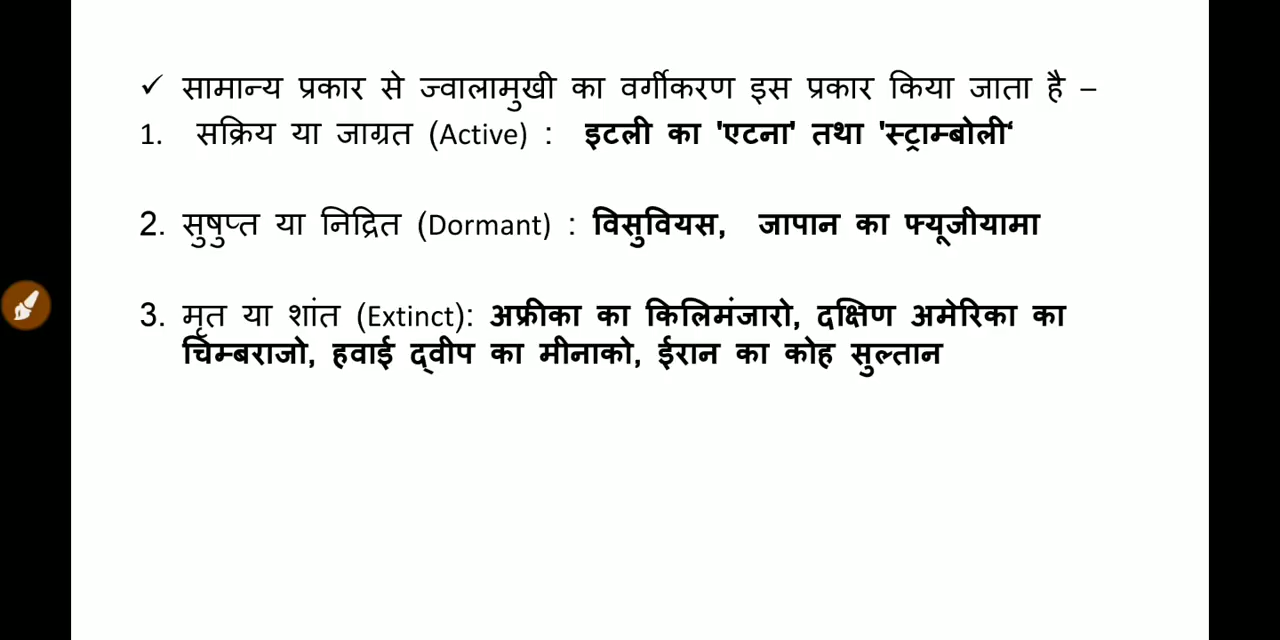 ✓ सामान्य प्रकार से ज्वालामुखी का वर्गीकरण इस प्रकार किया जाता है –
1. सक्रिय या जाग्रत (Active) : इटली का 'एटना' तथा 'स्ट्राम्बोली‘
2. सुषुप्त या निद्रित (Dormant) : विसुवियस, जापान का फ्यूजीयामा
3. मृत या शांत (Extinct): अफ्रीका का किलिमंजारो, दक्षिण अमेरिका का
चिम्बराजो, हवाई द्वीप का मीनाको, ईरान का कोह सुल्तान